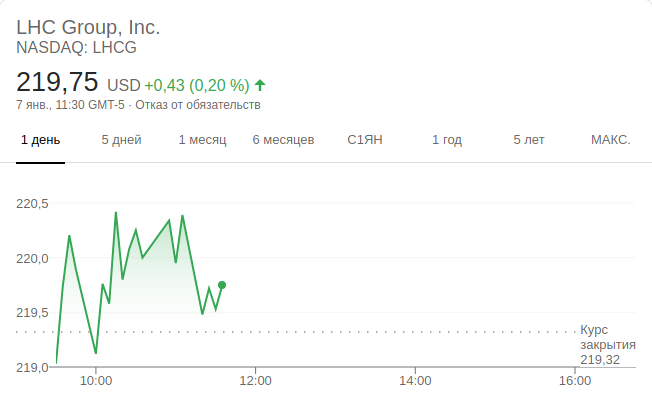 LHC Group, Inc.
NASDAQ: LHCG
219,75 USD +0,43 (0,20 %)
7 янв., 11:30 GMT-5 · Отказ от обязательств
1 день 5 дней 1 месяц 6 месяцев С1ЯН 1 год 5 лет МАКС.
220,5
220,0
219,5
Курс
закрытия
219,32
219,0
10:00 12:00 14:00 16:00